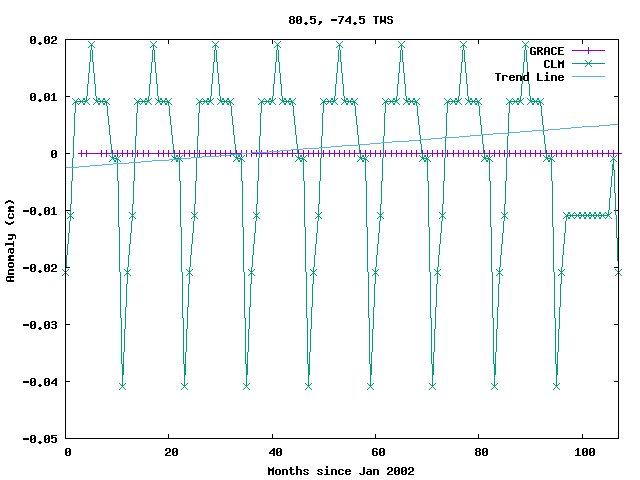 80.5, -74.5 TWS
GRACE
CLM
Trend Line
0.02
0.01
0
-0.01
-0.02
-0.03
-0.04
-0.05
Anomaly (cm)
0 20 40 60 80 100
Months since Jan 2002